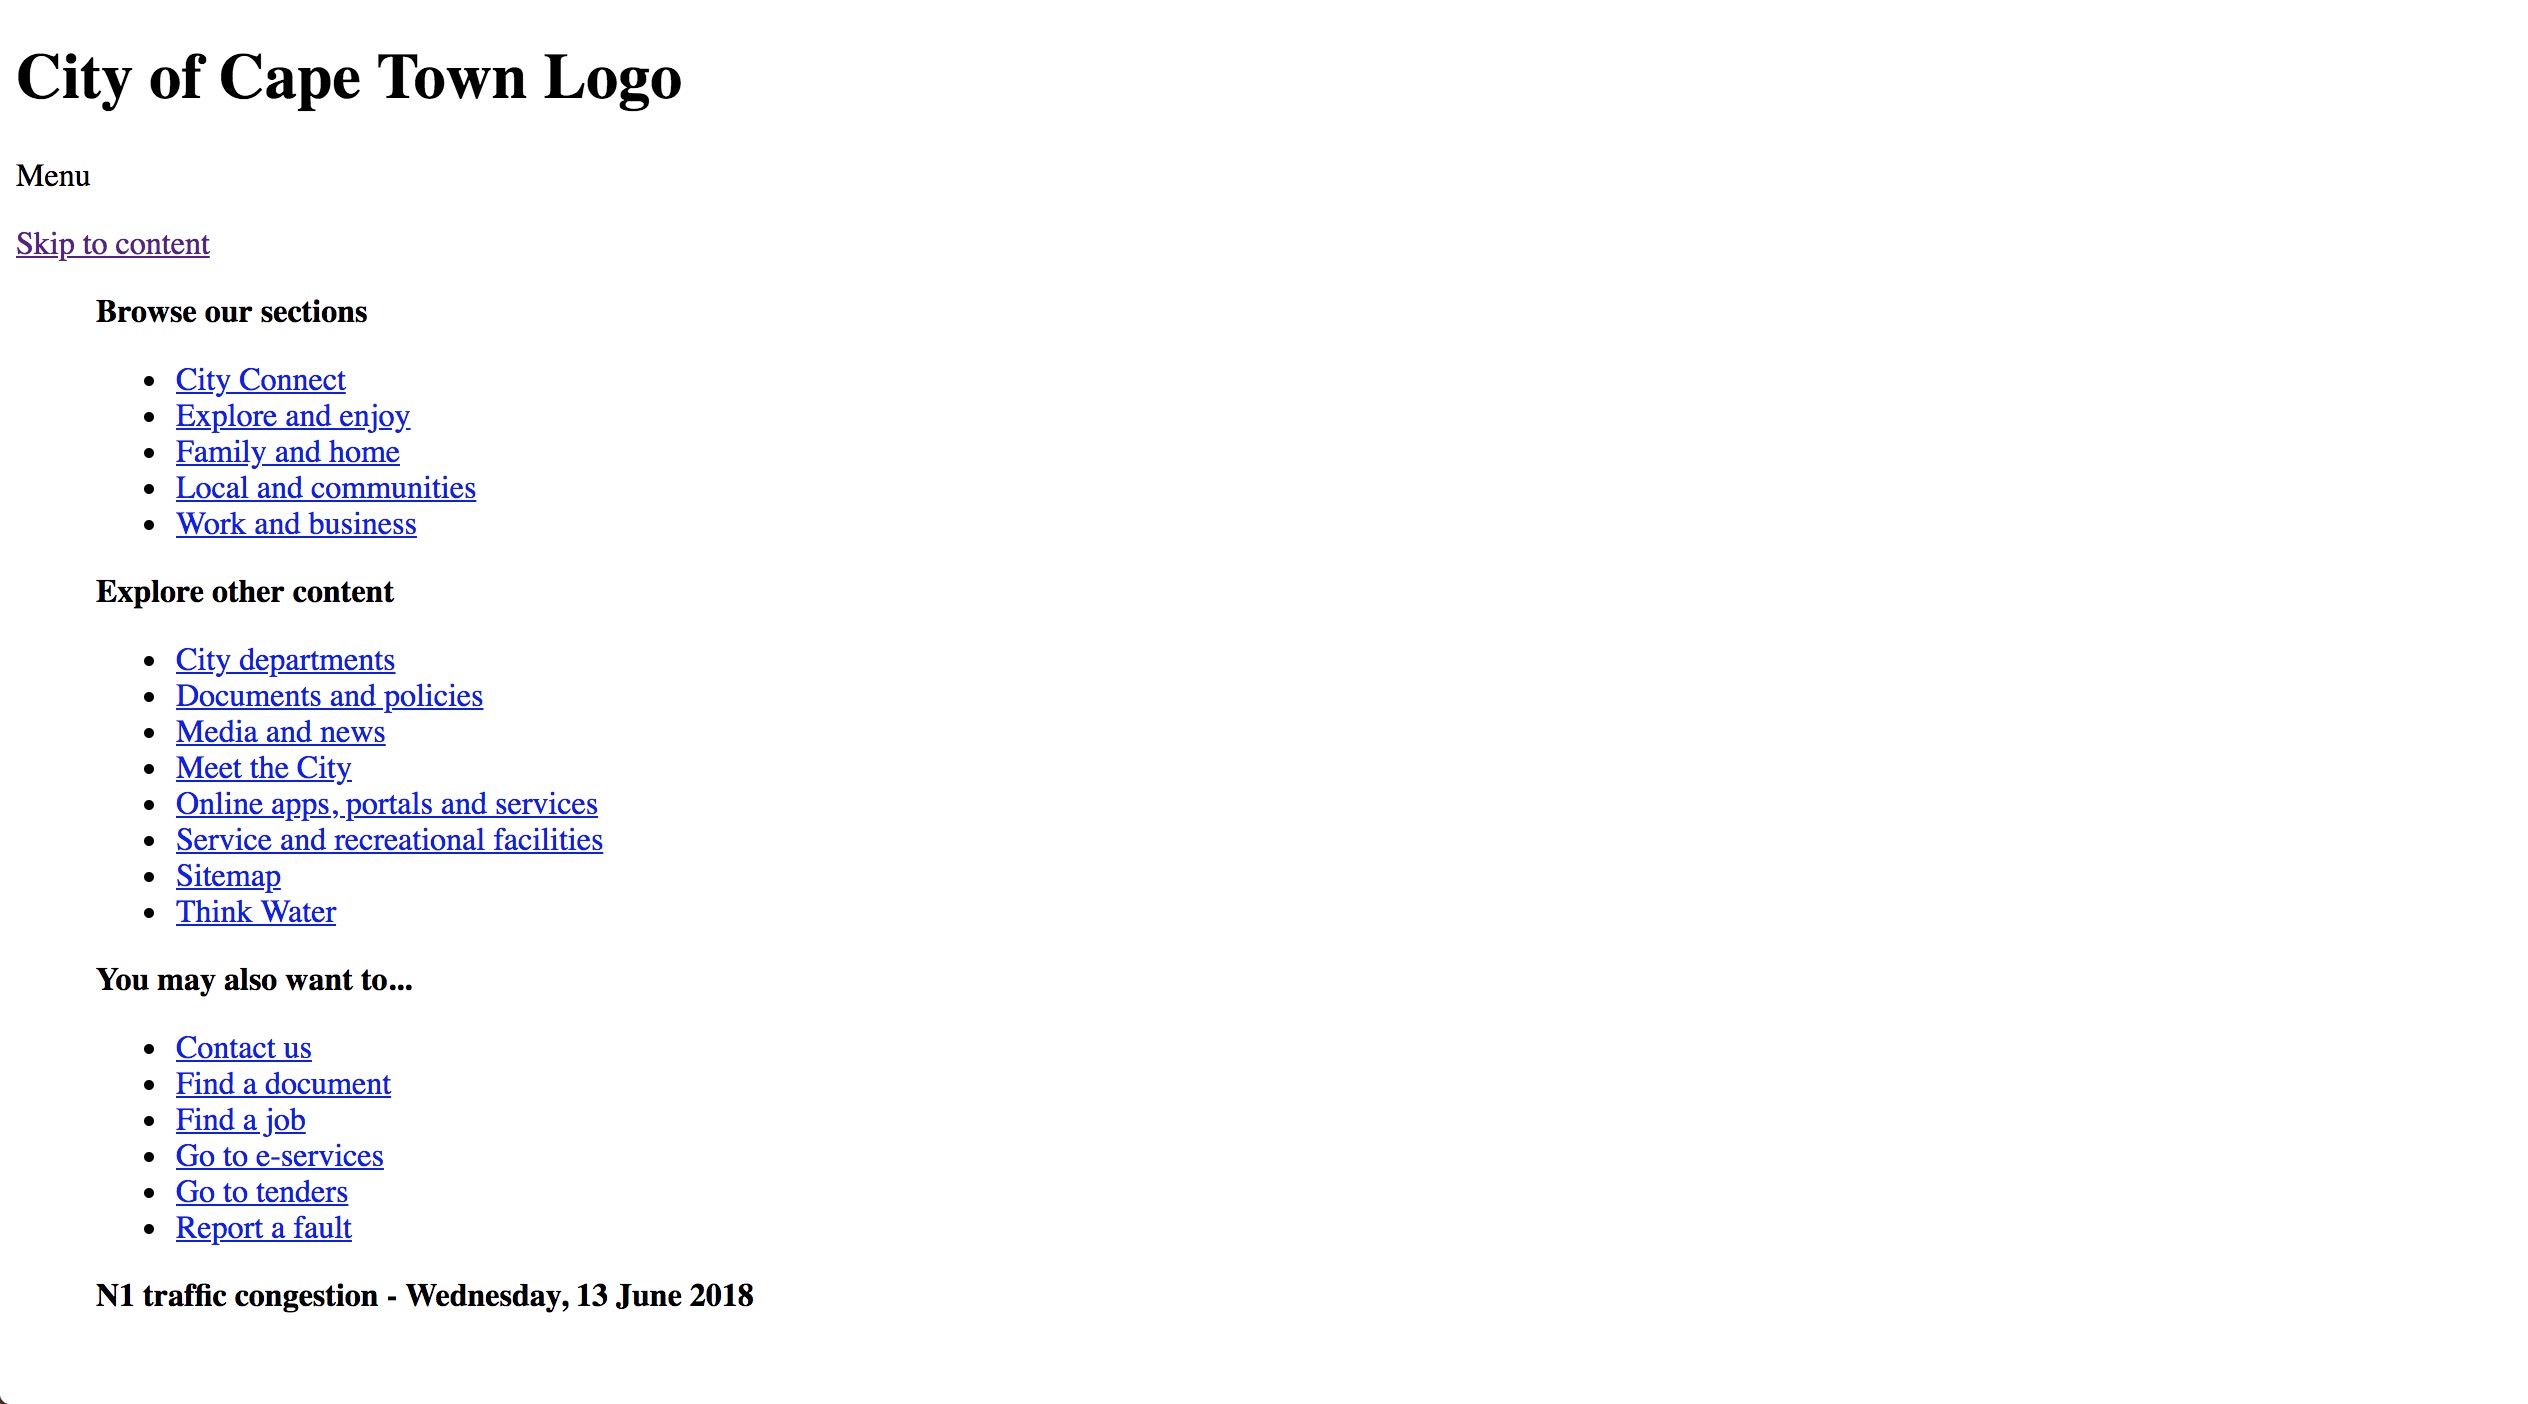 City of Cape Town Logo
Menu
Skip to content
Browse our sections
City Connect
Explore and enjoy
Family and home
Local and communities
Work and business
Explore other content
City departments
Documents and policies
Media and news
Meet the City
Online apps, portals and services
Service and recreational facilities
Sitemap
Think Water
You may also want to...
Contact us
Find a document
Find a job
Go to e-services
Go to tenders
Report a fault
N1 traffic congestion - Wednesday, 13 June 2018